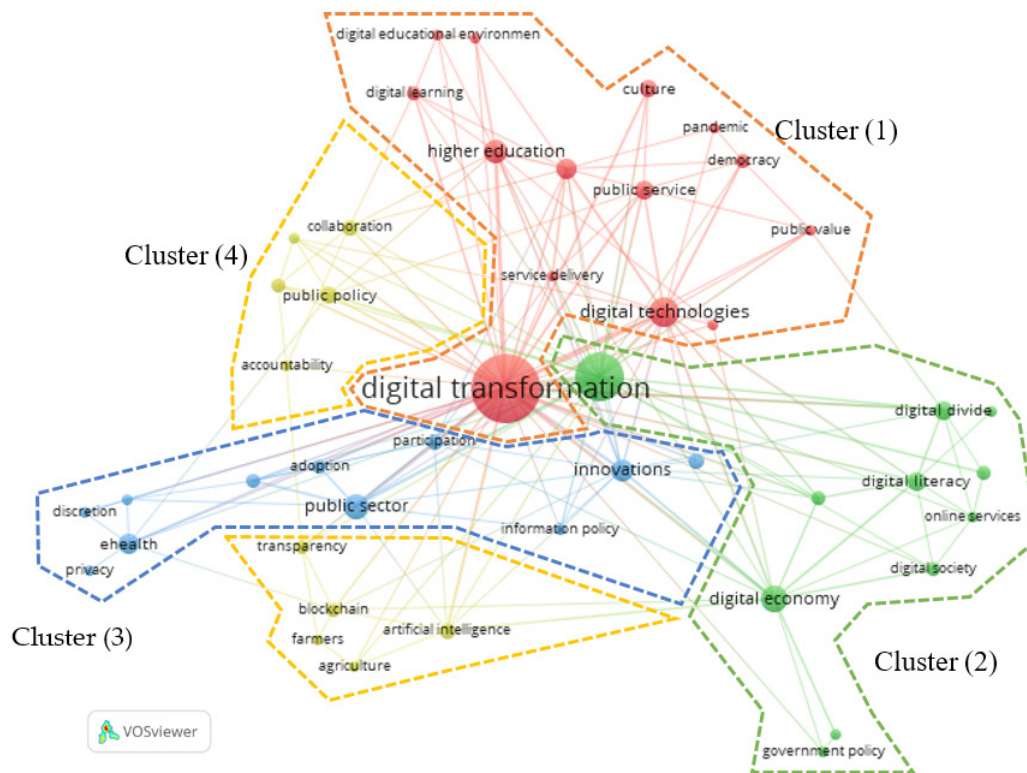 digital educational environmen
digital learning
culture
pandemic
Cluster (1)
higher education
democracy
public service
collaboration
public value
Cluster (4)
service delivery
public policy
digital technologies
accountability
digital transformation
digital divide
participation
adoption
innovations
digital literacy
public sector
discretion
online services
information policy
ehealth
transparency
privacy
digital society
digital economy
blockchain
Cluster (3)
artificial intelligence
farmers
agriculture
Cluster (2)
VOSviewer
government policy